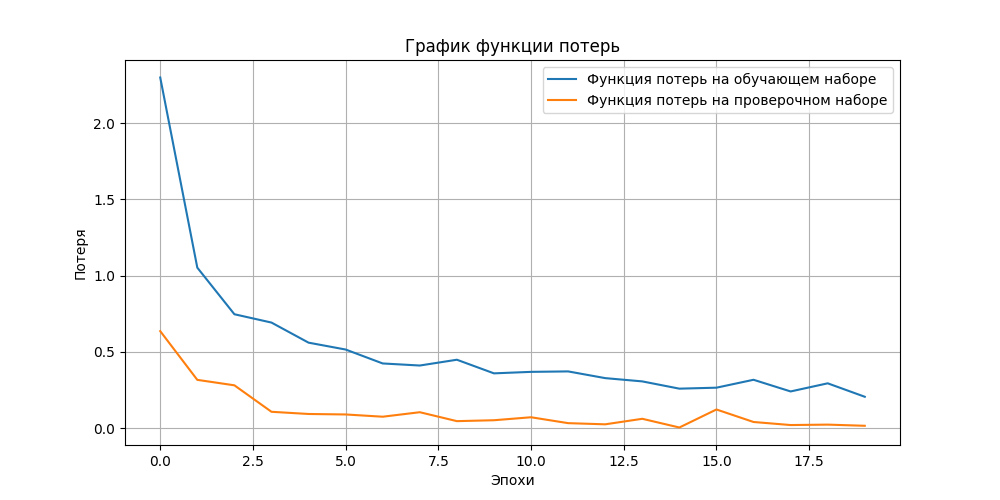 График функции потерь
Функция потерь на обучающем наборе
Функция потерь на проверочном наборе
Потеря
2.0
1.5
1.0
0.5
0.0
0.0 2.5 5.0 7.5 10.0 12.5 15.0 17.5
Эпохи